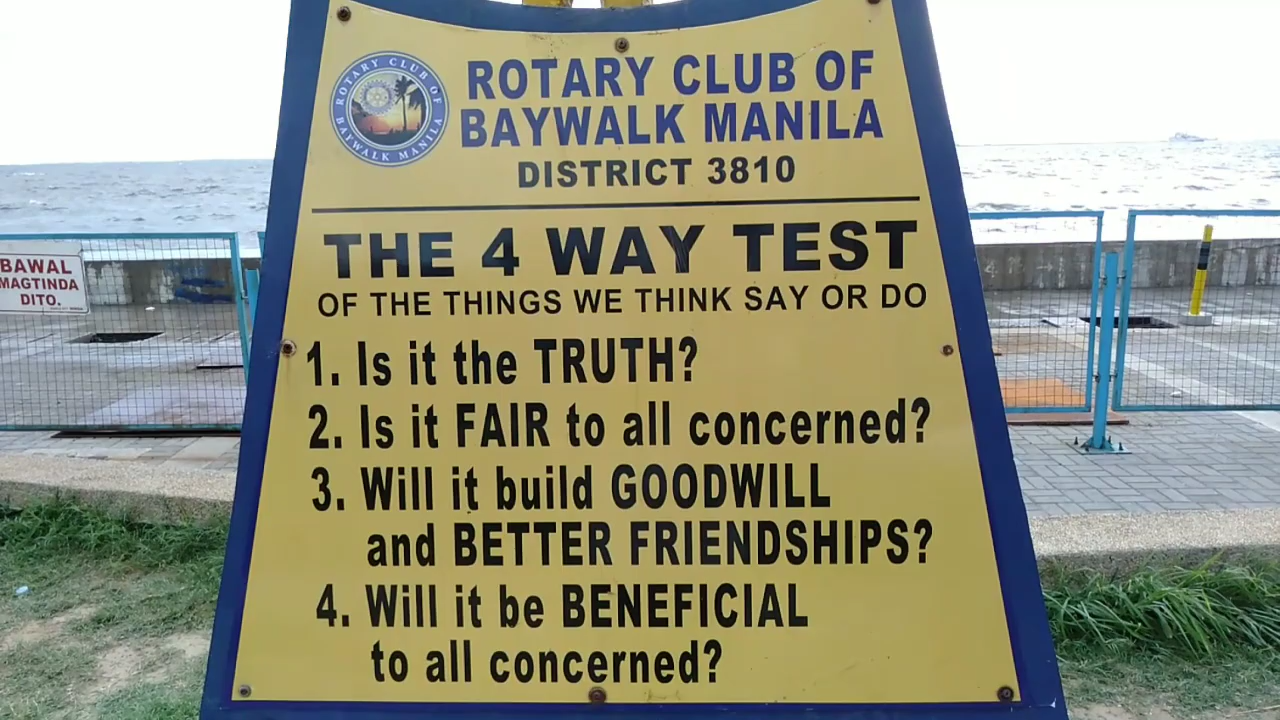 ROTARY CLUB OF
BAYWALK MANILA
ROTARY CLUB OF
BAYWALK MANILA
DISTRICT 3810
THE 4 WAY TEST
OF THE THINGS WE THINK SAY OR DO
1. Is it the TRUTH?
2. Is it FAIR to all concerned?
3. Will it build GOODWILL
and BETTER FRIENDSHIPS?
4. Will it be BENEFICIAL
to all concerned?
BAWAL
MAGTINDA
DITO.